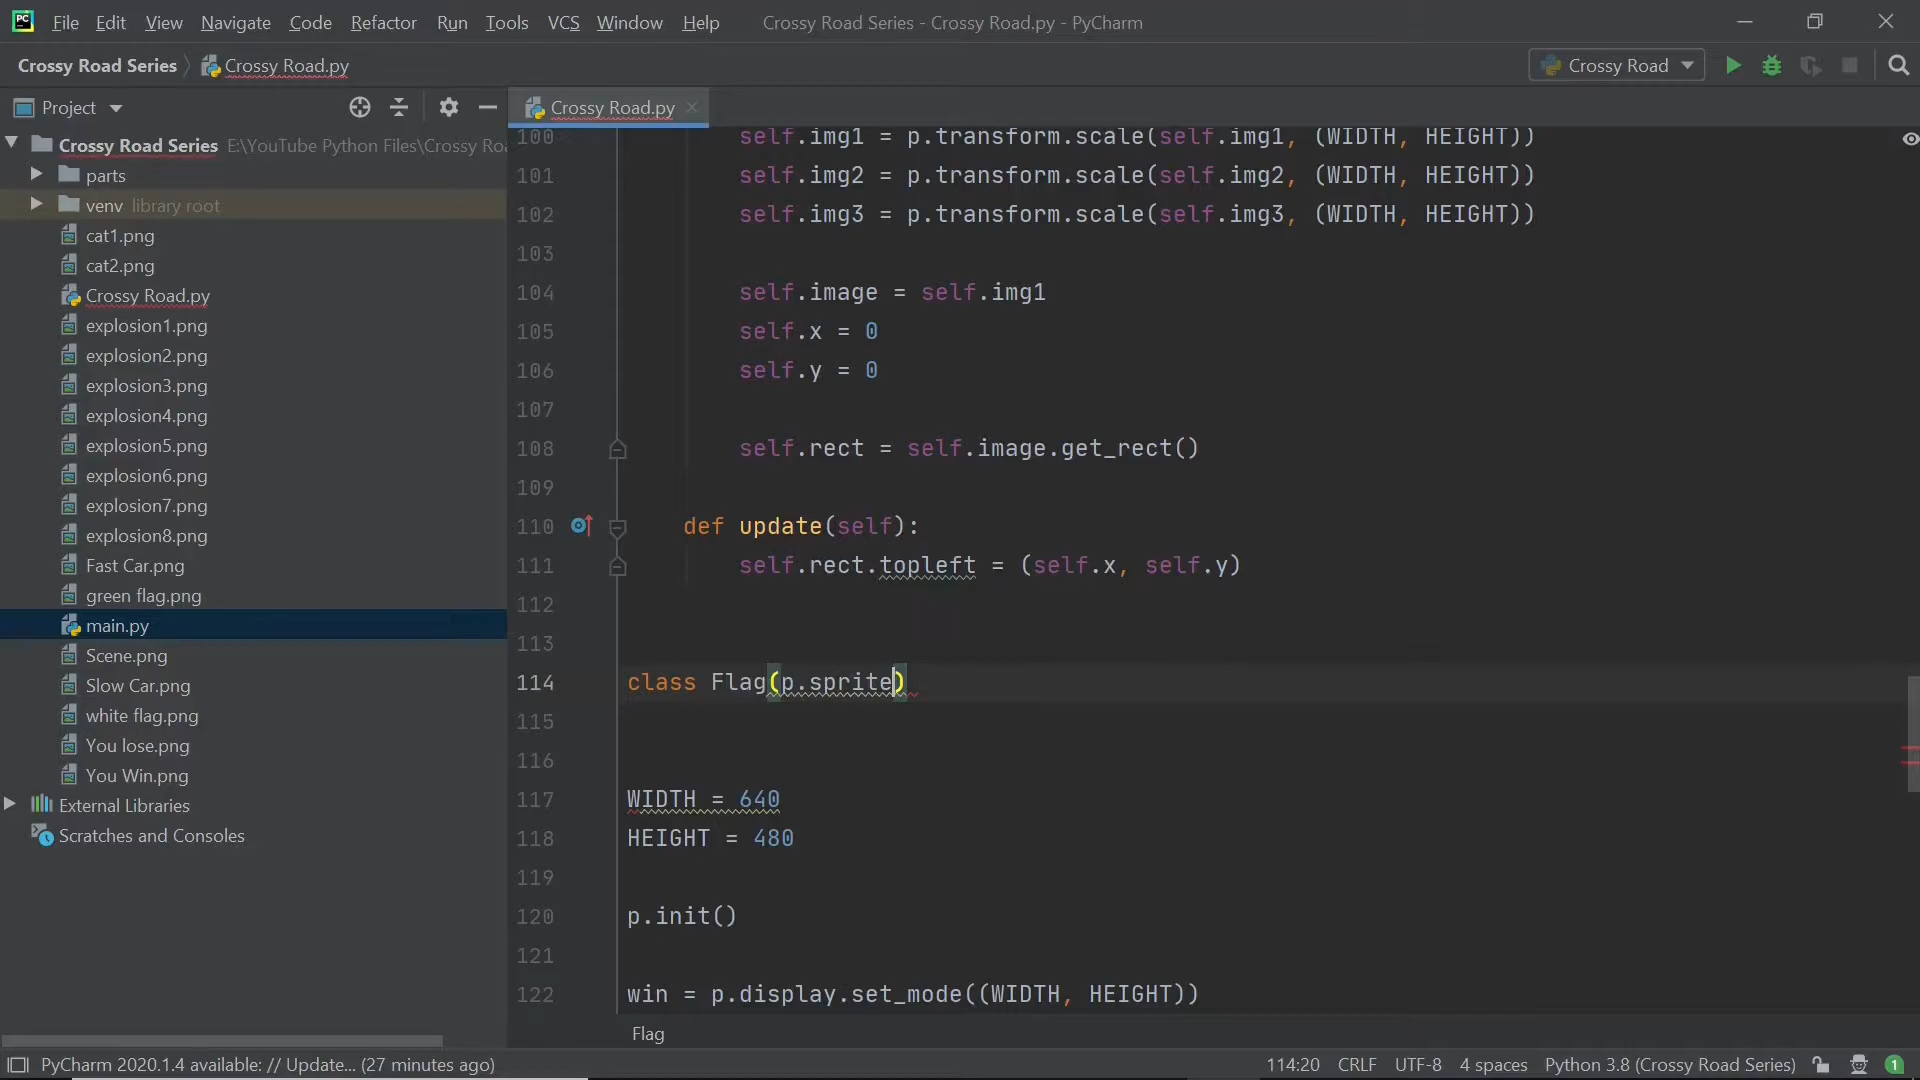 PC File Edit View Navigate Code Refactor Run Tools VCS Window Help Crossy Road Series - Crossy Road.py - PyCharm
Crossy Road Series Crossy Road.py Crossy Road
Project Crossy Road.py
Crossy Road Series E:\YouTube Python Files\Crossy Roa
parts
venv library root
cat1.png
cat2.png
Crossy Road.py
explosion1.png
explosion2.png
explosion3.png
explosion4.png
explosion5.png
explosion6.png
explosion7.png
explosion8.png
Fast Car.png
green flag.png
main.py
Scene.png
Slow Car.png
white flag.png
You lose.png
You Win.png
External Libraries
Scratches and Consoles
100 self.img1 = p.transform.scale(self.img1, (WIDTH, HEIGHT))
101 self.img2 = p.transform.scale(self.img2, (WIDTH, HEIGHT))
102 self.img3 = p.transform.scale(self.img3, (WIDTH, HEIGHT))
103
104 self.image = self.img1
105 self.x = 0
106 self.y = 0
107
108 self.rect = self.image.get_rect()
109
110 def update(self):
111 self.rect.topleft = (self.x, self.y)
112
113
114 class Flag(p.sprite)
115
116
117 WIDTH = 640
118 HEIGHT = 480
119
120 p.init()
121
122 win = p.display.set_mode((WIDTH, HEIGHT))
Flag
PyCharm 2020.1.4 available: // Update... (27 minutes ago) 114:20 CRLF UTF-8 4 spaces Python 3.8 (Crossy Road Series) 1